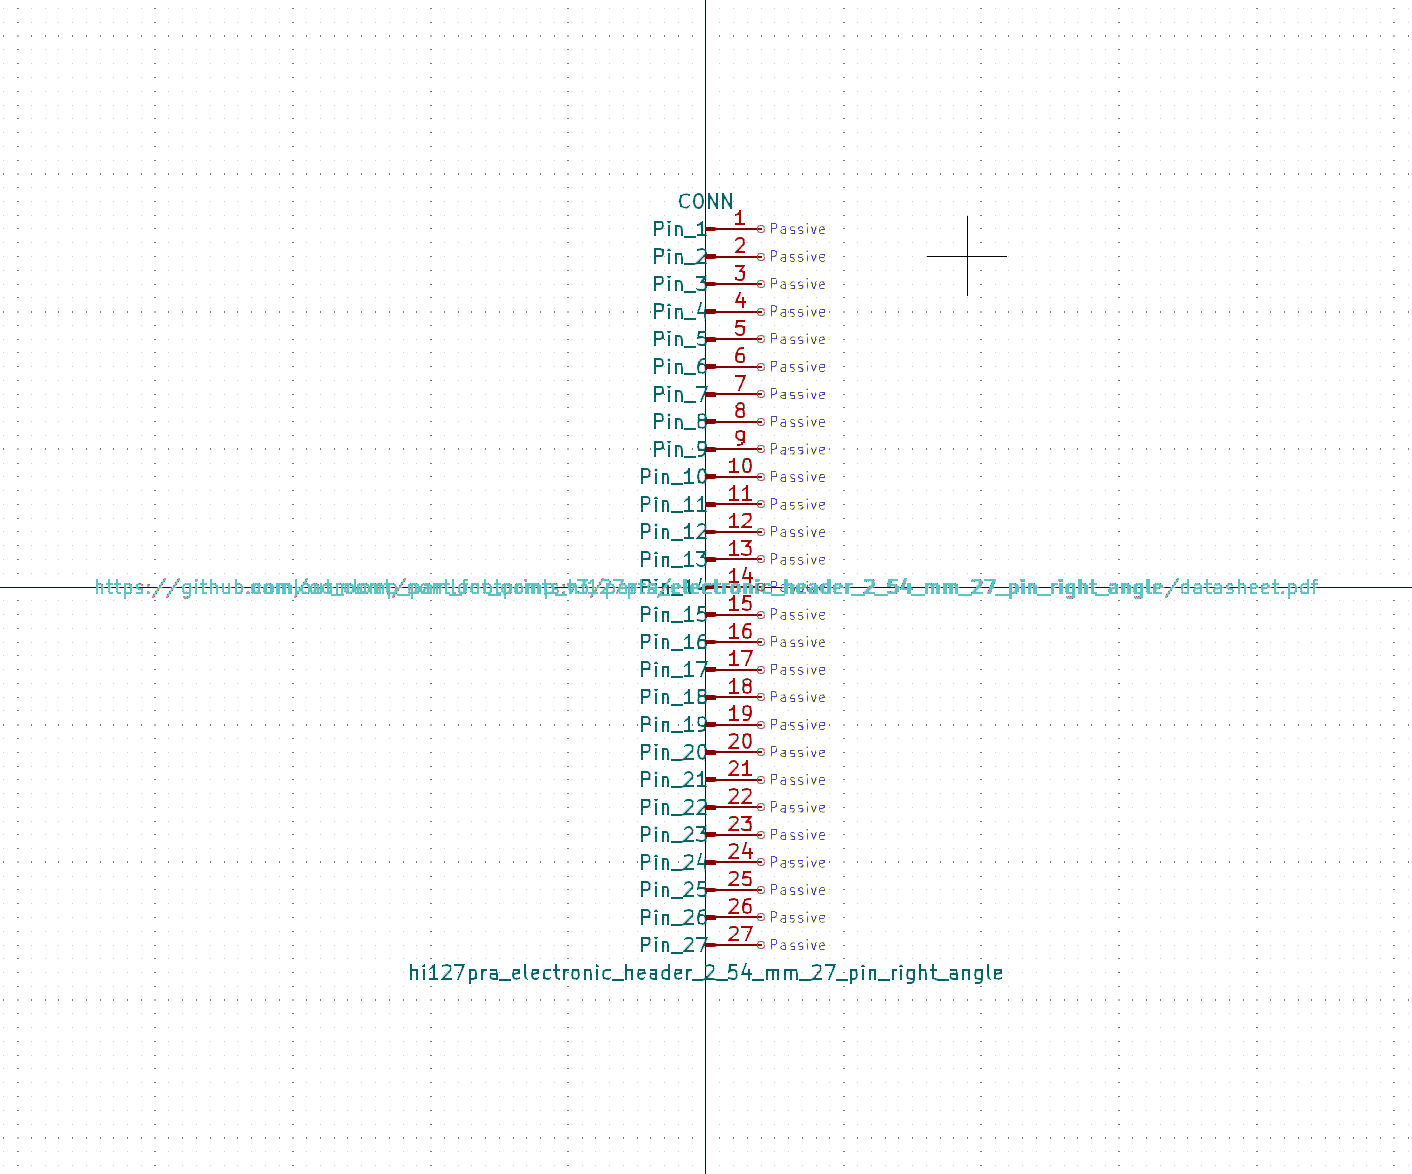 CONN
Pin_1 1 Passive
Pin_2 2 Passive
Pin_3 3 Passive
Pin_4 4 Passive
Pin_5 5 Passive
Pin_6 6 Passive
Pin_7 7 Passive
Pin_8 8 Passive
Pin_9 9 Passive
Pin_10 10 Passive
Pin_11 11 Passive
Pin_12 12 Passive
Pin_13 13 Passive
https://github. 14 electronic_header_2_54_mm_27_pin_right_angle/datasheet.pdf
Pin_15 15 Passive
Pin_16 16 Passive
Pin_17 17 Passive
Pin_18 18 Passive
Pin_19 19 Passive
Pin_20 20 Passive
Pin_21 21 Passive
Pin_22 22 Passive
Pin_23 23 Passive
Pin_24 24 Passive
Pin_25 25 Passive
Pin_26 26 Passive
Pin_27 27 Passive
hi127pra_electronic_header_2_54_mm_27_pin_right_angle